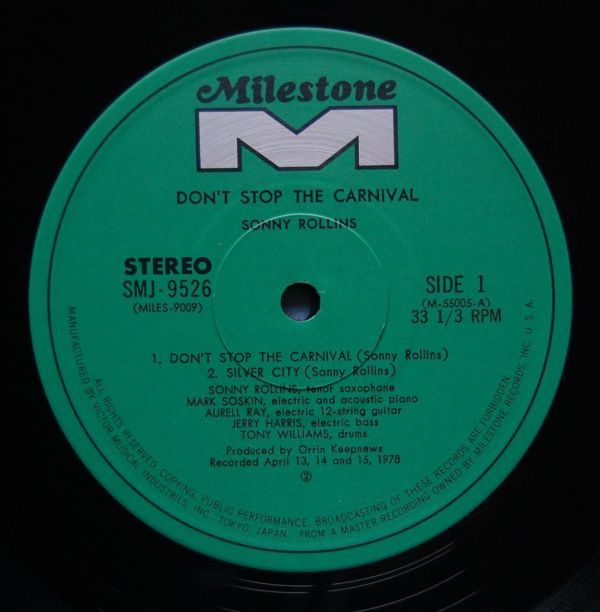 Milestone
M
DON'T STOP THE CARNIVAL
SONNY ROLLINS
STEREO
SMJ-9526
(MILES-9009)
SIDE 1
(M-55005-A)
33 1/3 RPM
1. DON'T STOP THE CARNIVAL (Sonny Rollins)
2. SILVER CITY (Sonny Rollins)
SONNY ROLLINS, tenor saxophone
MARK SOSKIN, electric and acoustic piano
AURELL RAY, electric 12-string guitar
JERRY HARRIS, electric bass
TONY WILLIAMS, drums
Produced by Orrin Keepnews
Recorded April 13, 14 and 15, 1978
②
ALL RIGHTS RESERVED. COPYING, PUBLIC PERFORMANCE, BROADCASTING OF THESE RECORDS ARE FORBIDDEN
MANUFACTURED BY VICTOR MUSICAL INDUSTRIES, INC., TOKYO, JAPAN. FROM A MASTER RECORDING OWNED BY MILESTONE RECORDS, INC. U.S.A.